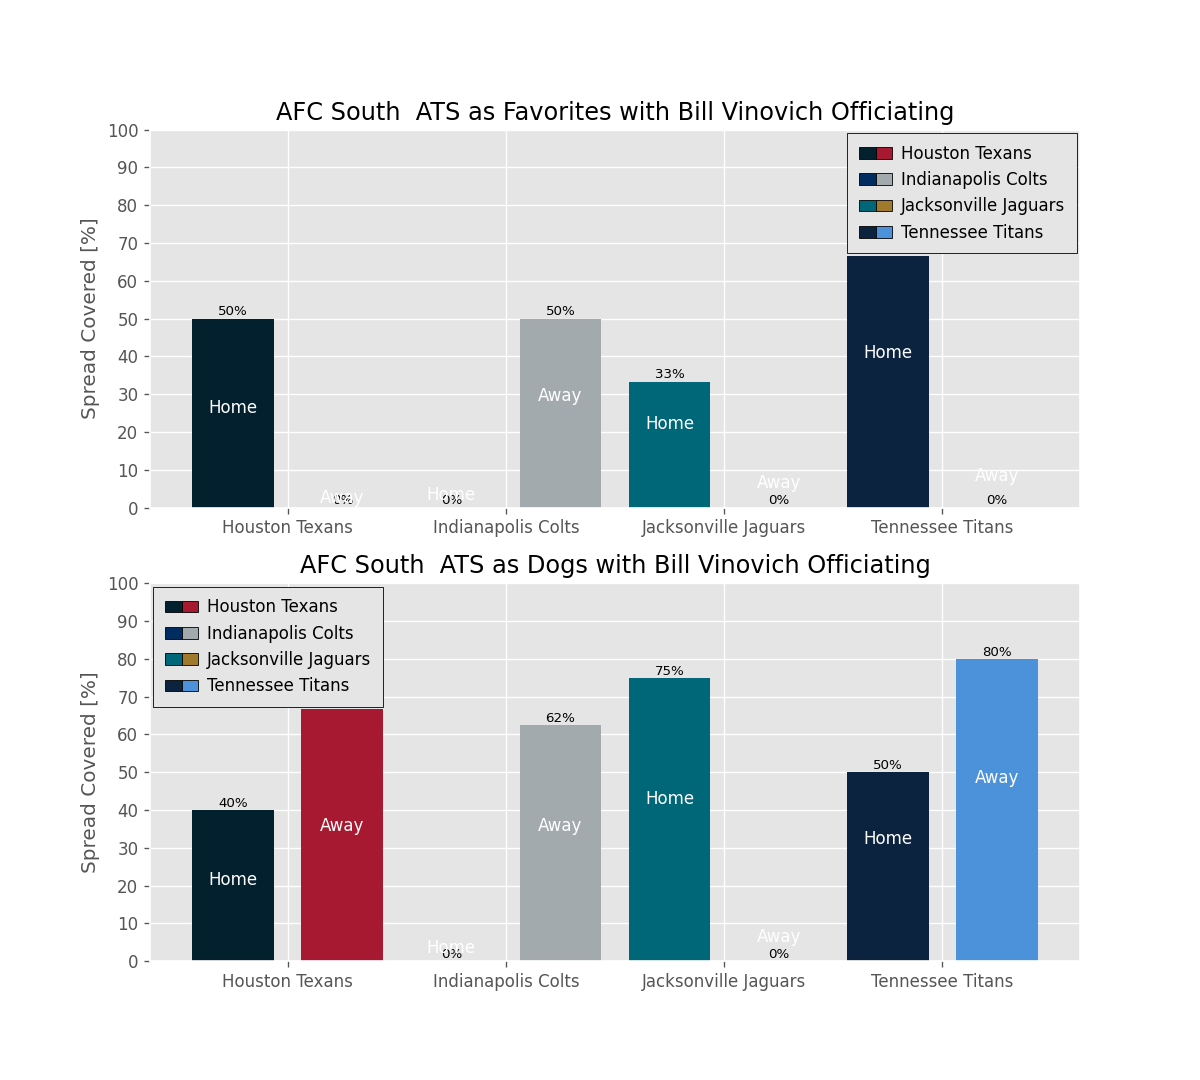 AFC South  ATS as Favorites with Bill Vinovich Officiating
Spread Covered [%]
100
90
80
70
60
50
40
30
20
10
0
Houston Texans
Indianapolis Colts
Jacksonville Jaguars
Tennessee Titans
50%
Home
Away
0%
Home
0%
50%
Away
33%
Home
Away
0%
Home
Away
0%
Houston Texans
Indianapolis Colts
Jacksonville Jaguars
Tennessee Titans
AFC South  ATS as Dogs with Bill Vinovich Officiating
Spread Covered [%]
100
90
80
70
60
50
40
30
20
10
0
Houston Texans
Indianapolis Colts
Jacksonville Jaguars
Tennessee Titans
40%
Home
Away
Home
0%
62%
Away
75%
Home
Away
0%
50%
Home
80%
Away
Houston Texans
Indianapolis Colts
Jacksonville Jaguars
Tennessee Titans